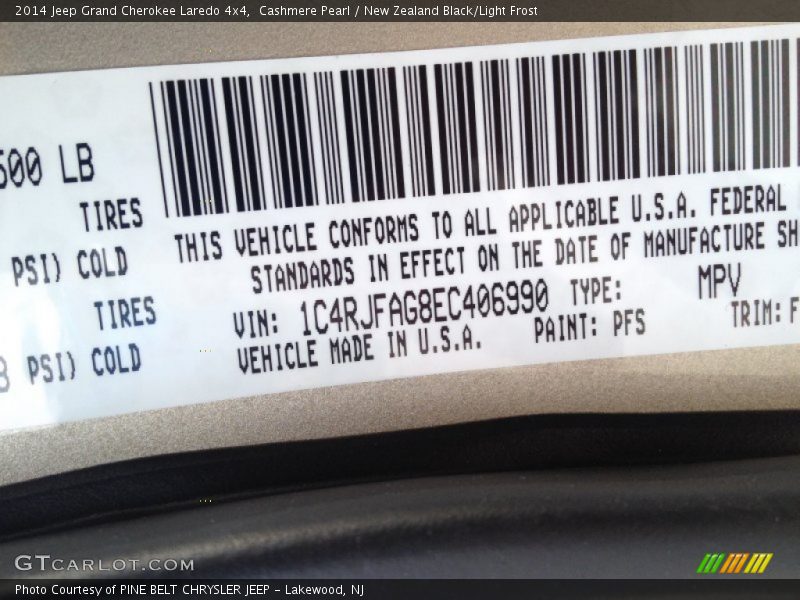 2014 Jeep Grand Cherokee Laredo 4x4,  Cashmere Pearl / New Zealand Black/Light Frost
LB
TIRES
PSI) COLD
TIRES
PSI) COLD
THIS VEHICLE CONFORMS TO ALL APPLICABLE U.S.A. FEDERAL
STANDARDS IN EFFECT ON THE DATE OF MANUFACTURE
VIN: 1C4RJFAG8EC406990 TYPE: MPV
VEHICLE MADE IN U.S.A. PAINT: PFS TRIM:
GTCARLOT.COM
Photo Courtesy of PINE BELT CHRYSLER JEEP – Lakewood, NJ